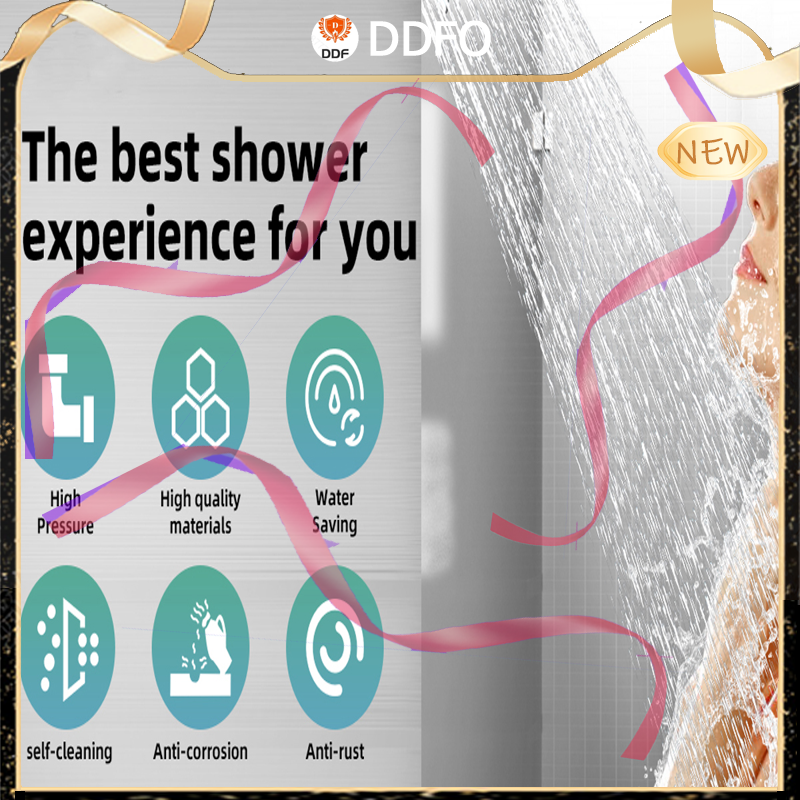 DDF
DDFO
NEW
The best shower
experience for you
High
Pressure
High quality
materials
Water
Saving
self-cleaning
Anti-corrosion
Anti-rust